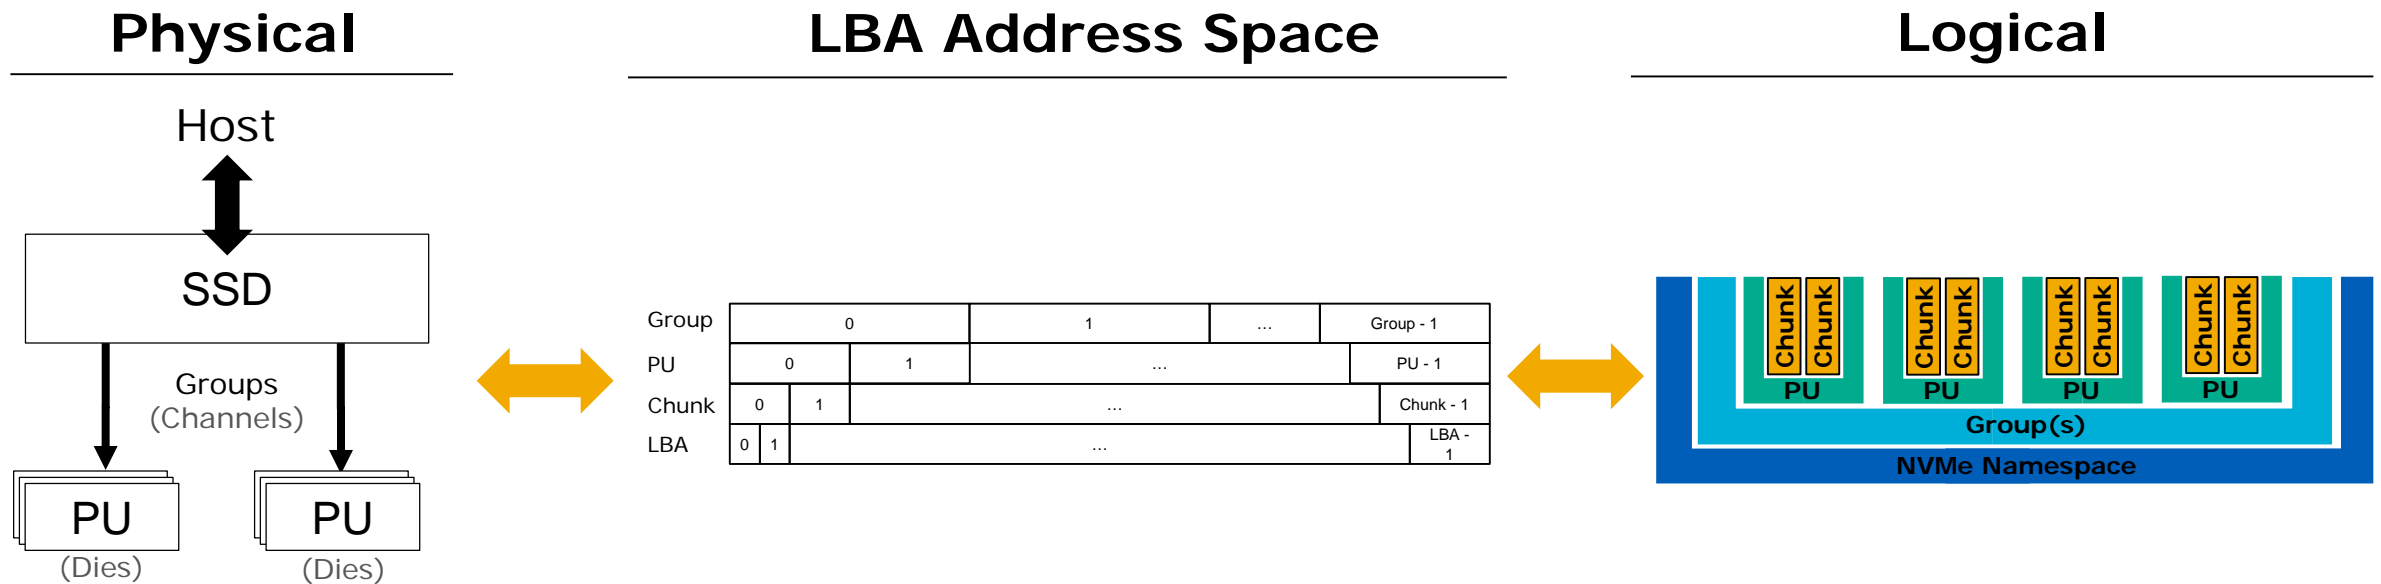 Physical
LBA Address Space
Logical
Host
SSD
Groups
(Channels)
PU
PU
(Dies)
(Dies)
Group 0 1 ... Group - 1
PU 0 1 ... PU - 1
Chunk 0 1 ... Chunk - 1
LBA 0 1 ... LBA -
1
Chunk Chunk Chunk Chunk Chunk Chunk Chunk Chunk
PU PU PU PU
Group(s)
NVMe Namespace